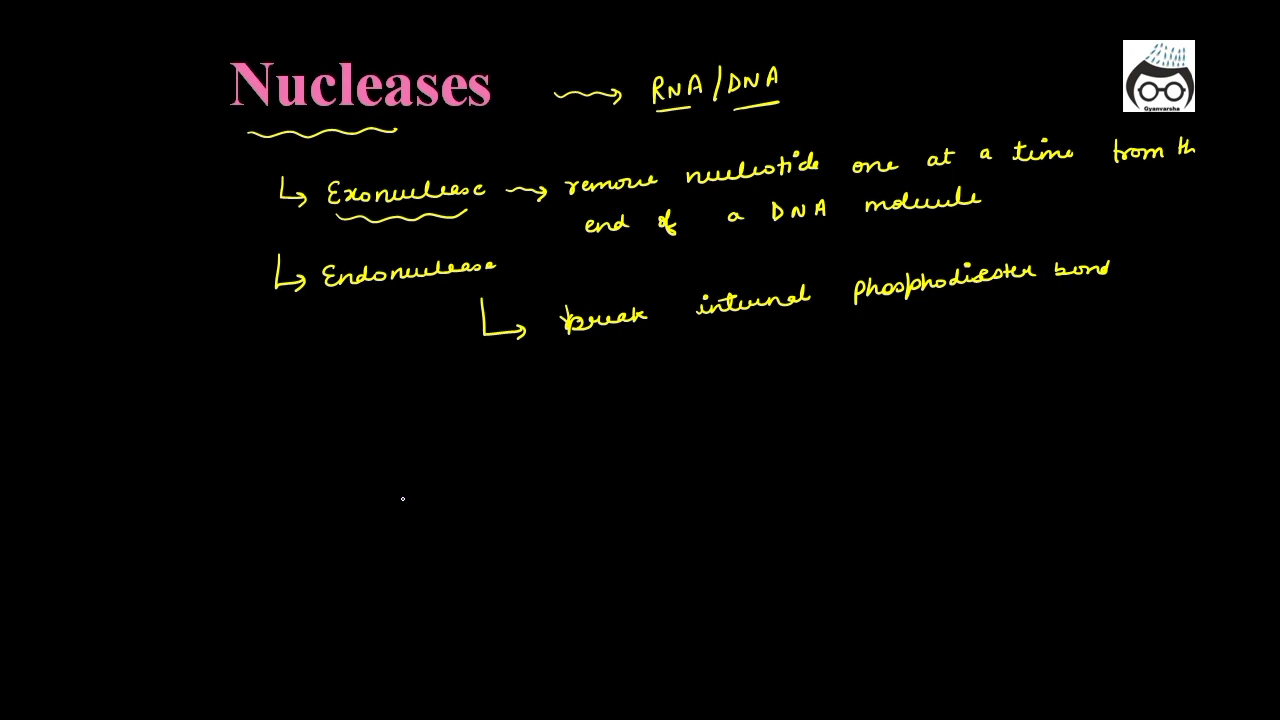 Nucleases → RNA/DNA
Gyanvarsha
↳ Exonuclease → remove nucleotide one at a time from th
end of a DNA molecule
↳ Endonuclease
↳ break internal phosphodiester bond